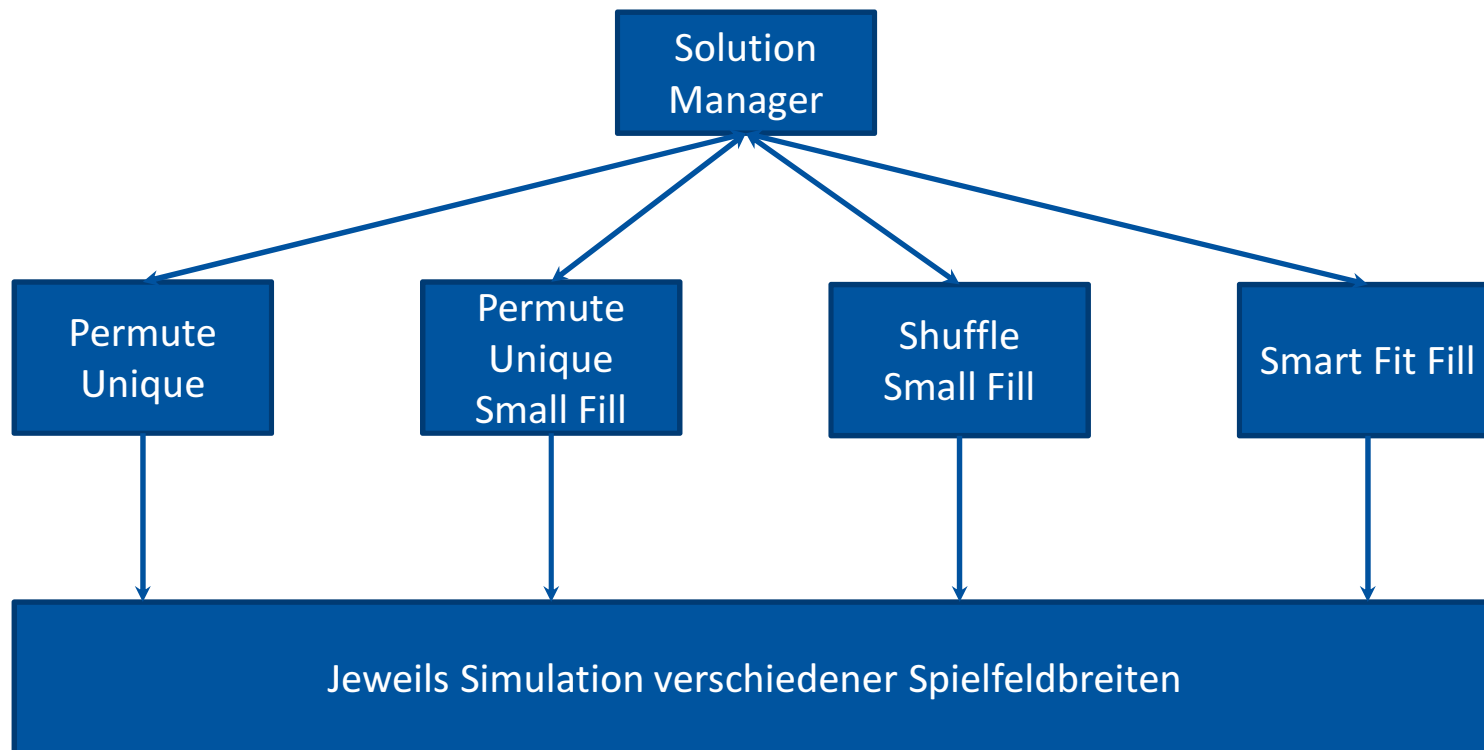 Solution
Manager
Permute
Unique
Permute
Unique
Small Fill
Shuffle
Small Fill
Smart Fit Fill
Jeweils Simulation verschiedener Spielfeldbreiten